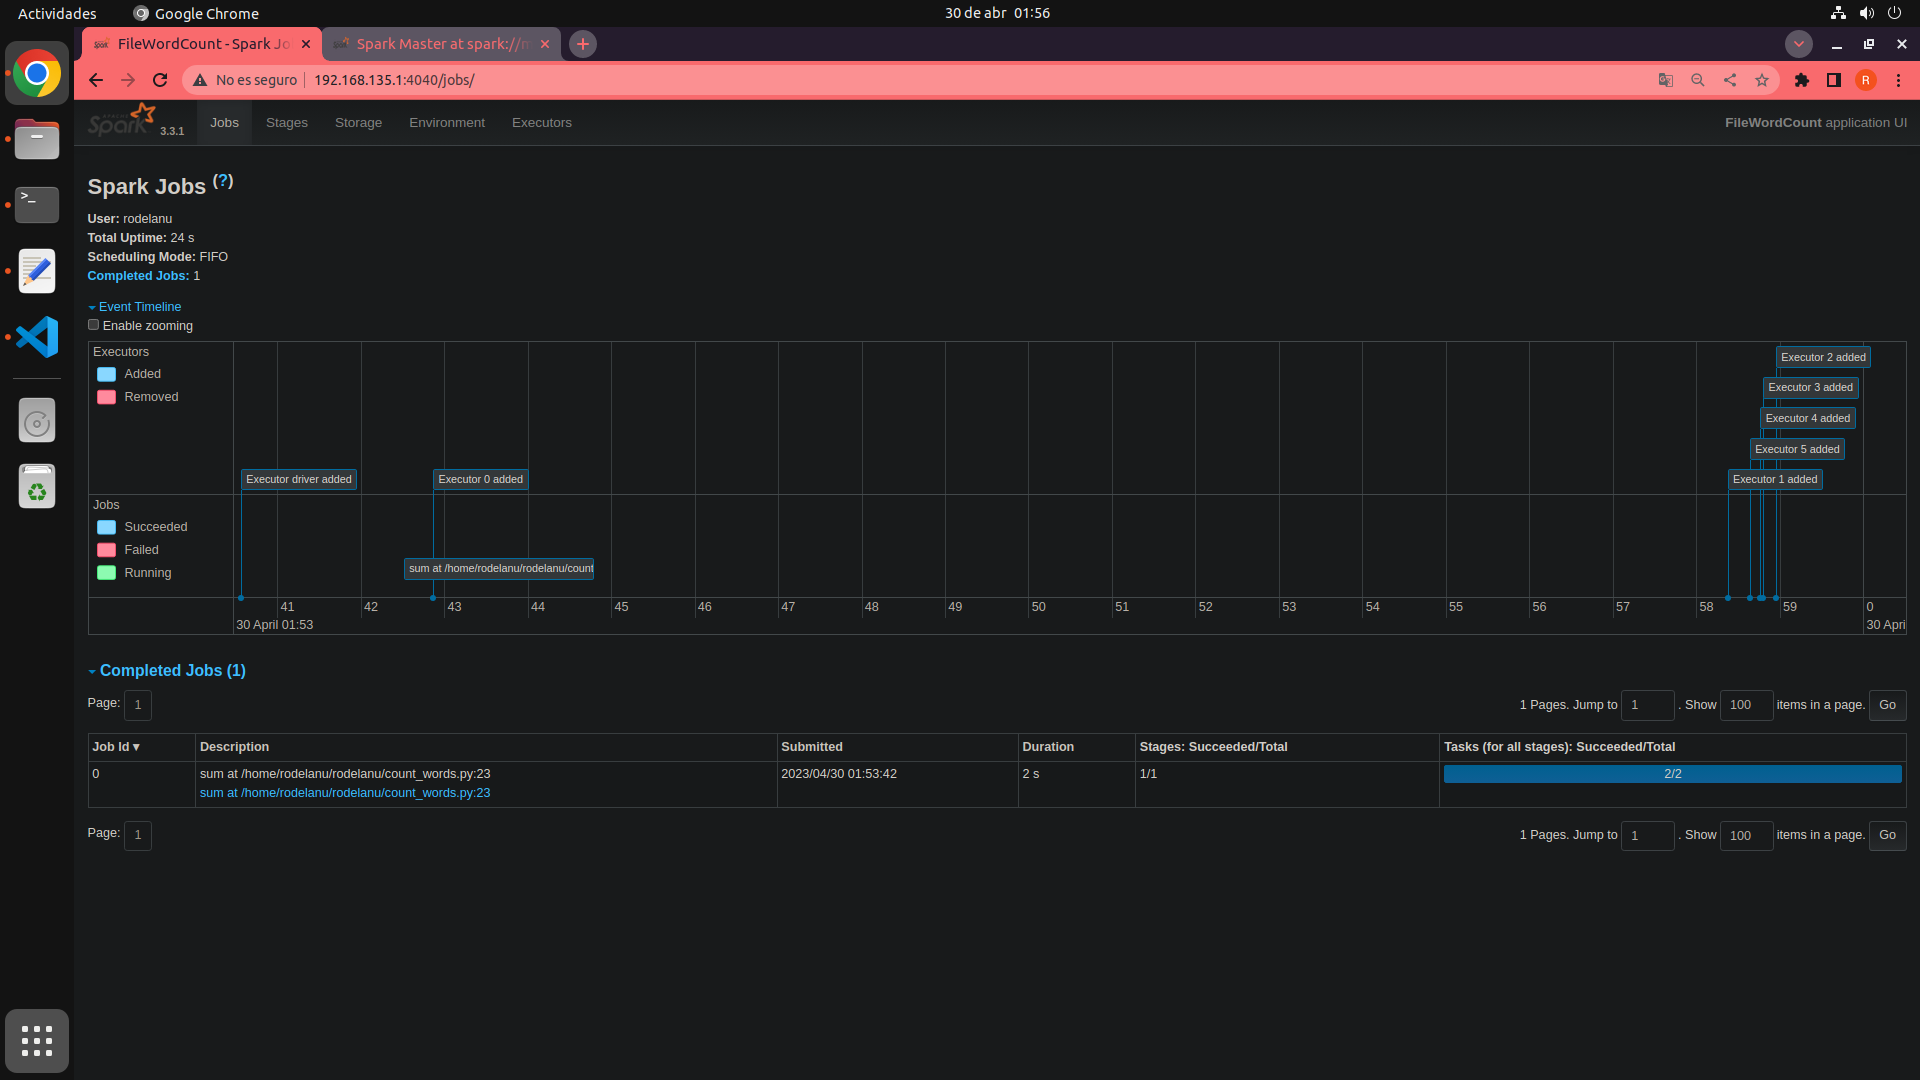 Actividades Google Chrome 30 de abr 01:56
FileWordCount - Spark Jo Spark Master at spark://m
No es seguro 192.168.135.1:4040/jobs/ R
Spark 3.3.1 Jobs Stages Storage Environment Executors FileWordCount application UI
Spark Jobs (?)
User: rodelanu
Total Uptime: 24 s
Scheduling Mode: FIFO
Completed Jobs: 1
Event Timeline
Enable zooming
Executors
Added
Removed
Executor 2 added
Executor 3 added
Executor 4 added
Executor 5 added
Executor driver added Executor 0 added Executor 1 added
Jobs
Succeeded
Failed
Running
sum at /home/rodelanu/rodelanu/count
41 42 43 44 45 46 47 48 49 50 51 52 53 54 55 56 57 58 59 0
30 April 01:53 30 Apri
Completed Jobs (1)
Page: 1 1 Pages. Jump to 1 . Show 100 items in a page. Go
Job Id ▾ Description Submitted Duration Stages: Succeeded/Total Tasks (for all stages): Succeeded/Total
0 sum at /home/rodelanu/rodelanu/count_words.py:23 2023/04/30 01:53:42 2 s 1/1 2/2
sum at /home/rodelanu/rodelanu/count_words.py:23
Page: 1 1 Pages. Jump to 1 . Show 100 items in a page. Go